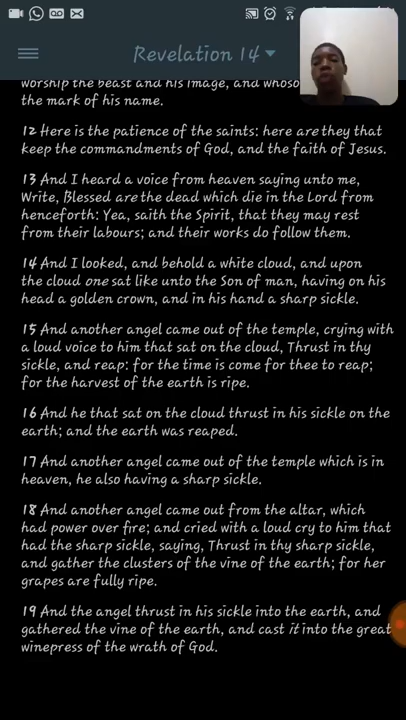 Revelation 14
worship the beast and his image, and whoso
the mark of his name.
12 Here is the patience of the saints: here are they that
keep the commandments of God, and the faith of Jesus.
13 And I heard a voice from heaven saying unto me,
Write, Blessed are the dead which die in the Lord from
henceforth: Yea, saith the Spirit, that they may rest
from their labours; and their works do follow them.
14 And I looked, and behold a white cloud, and upon
the cloud one sat like unto the Son of man, having on his
head a golden crown, and in his hand a sharp sickle.
15 And another angel came out of the temple, crying with
a loud voice to him that sat on the cloud, Thrust in thy
sickle, and reap: for the time is come for thee to reap;
for the harvest of the earth is ripe.
16 And he that sat on the cloud thrust in his sickle on the
earth; and the earth was reaped.
17 And another angel came out of the temple which is in
heaven, he also having a sharp sickle.
18 And another angel came out from the altar, which
had power over fire; and cried with a loud cry to him that
had the sharp sickle, saying, Thrust in thy sharp sickle,
and gather the clusters of the vine of the earth; for her
grapes are fully ripe.
19 And the angel thrust in his sickle into the earth, and
gathered the vine of the earth, and cast it into the great
winepress of the wrath of God.